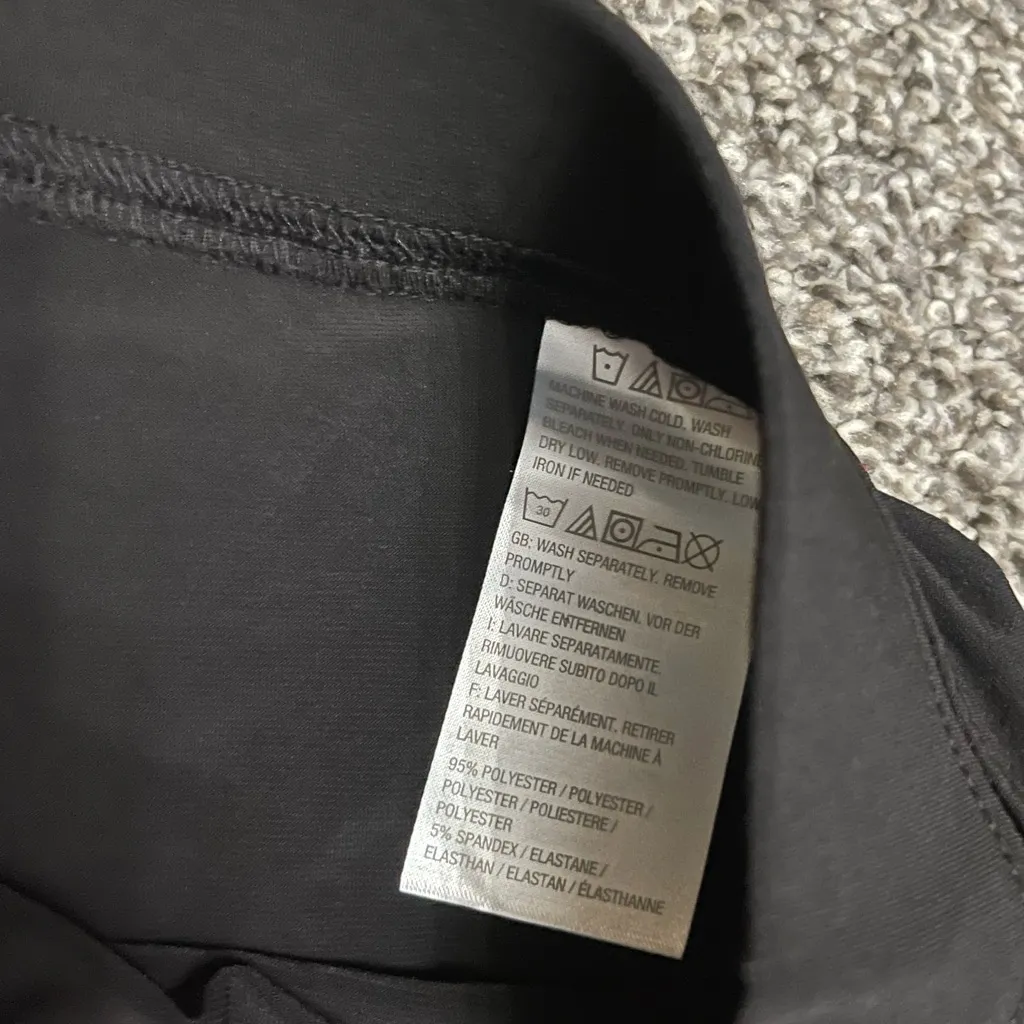 MACHINE WASH COLD. WASH
SEPARATELY. ONLY NON-CHLORINE
BLEACH WHEN NEEDED. TUMBLE
DRY LOW. REMOVE PROMPTLY. LOW
IRON IF NEEDED
30
GB: WASH SEPARATELY. REMOVE
PROMPTLY
D: SEPARAT WASCHEN. VOR DER
WÄSCHE ENTFERNEN
I: LAVARE SEPARATAMENTE.
RIMUOVERE SUBITO DOPO IL
LAVAGGIO
F: LAVER SÉPARÉMENT. RETIRER
RAPIDEMENT DE LA MACHINE À
LAVER
95% POLYESTER / POLYESTER /
POLYESTER / POLIESTERE /
POLYESTER
5% SPANDEX / ELASTANE /
ELASTHAN / ELASTAN / ÉLASTHANNE